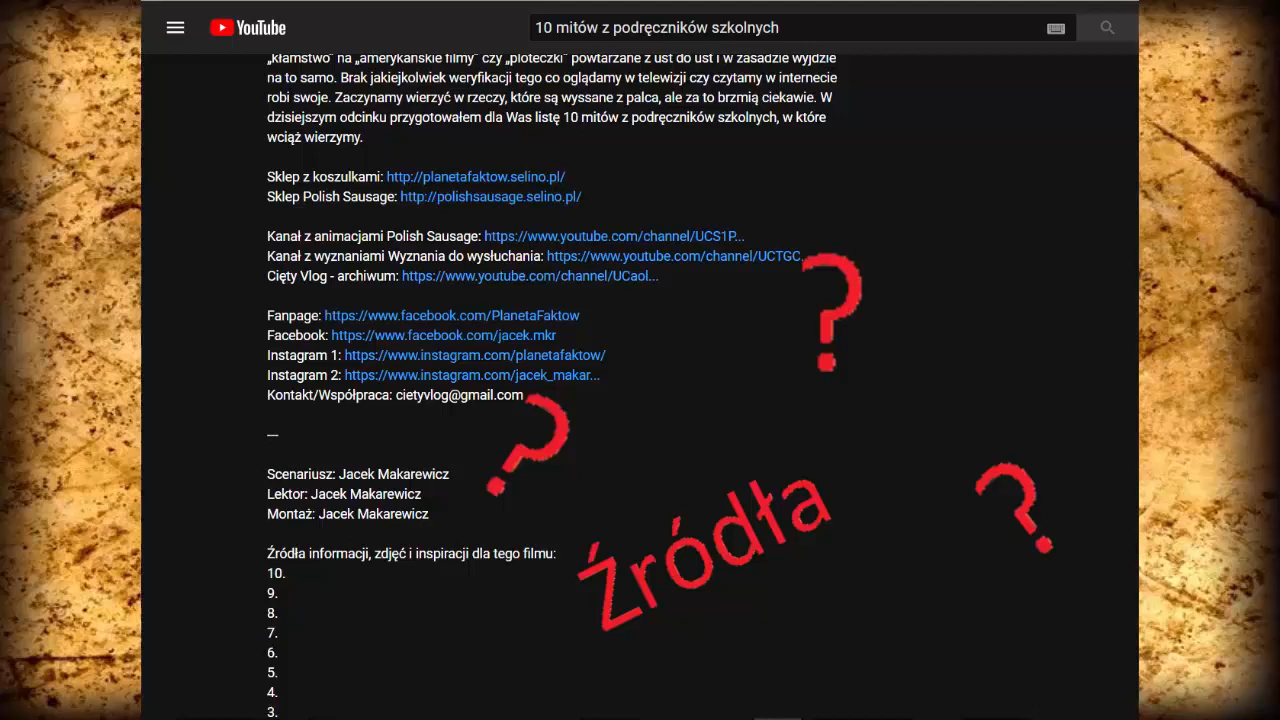 YouTube
10 mitów z podręczników szkolnych
„kłamstwo” na „amerykańskie filmy” czy „ploteczki” powtarzane z ust do ust i w zasadzie wyjdzie
na to samo. Brak jakiejkolwiek weryfikacji tego co oglądamy w telewizji czy czytamy w internecie
robi swoje. Zaczynamy wierzyć w rzeczy, które są wyssane z palca, ale za to brzmią ciekawie. W
dzisiejszym odcinku przygotowałem dla Was listę 10 mitów z podręczników szkolnych, w które
wciąż wierzymy.
Sklep z koszulkami: http://planetafaktow.selino.pl/
Sklep Polish Sausage: http://polishsausage.selino.pl/
Kanał z animacjami Polish Sausage: https://www.youtube.com/channel/UCS1P...
Kanał z wyznaniami Wyznania do wysłuchania: https://www.youtube.com/channel/UCTGC...
Cięty Vlog - archiwum: https://www.youtube.com/channel/UCaol...
?
Fanpage: https://www.facebook.com/PlanetaFaktow
Facebook: https://www.facebook.com/jacek.mkr
Instagram 1: https://www.instagram.com/planetafaktow/
Instagram 2: https://www.instagram.com/jacek_makar...
Kontakt/Współpraca: cietyvlog@gmail.com
?
—
Scenariusz: Jacek Makarewicz
Lektor: Jacek Makarewicz
Montaż: Jacek Makarewicz
?
Źródła
Źródła informacji, zdjęć i inspiracji dla tego filmu:
10.
9.
8.
7.
6.
5.
4.
3.